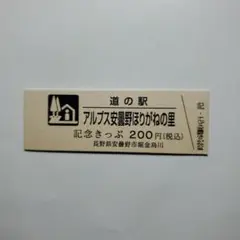 道の駅
アルプス安曇野ほりがねの里
記念きっぷ 200円(税込)
長野県安曇野市堀金烏川
記